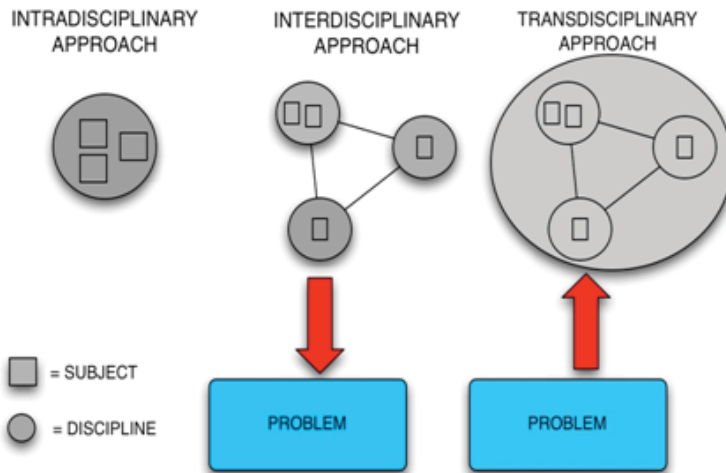 INTRADISCIPLINARY
APPROACH
INTERDISCIPLINARY
APPROACH
TRANSDISCIPLINARY
APPROACH
= SUBJECT
= DISCIPLINE
PROBLEM
PROBLEM